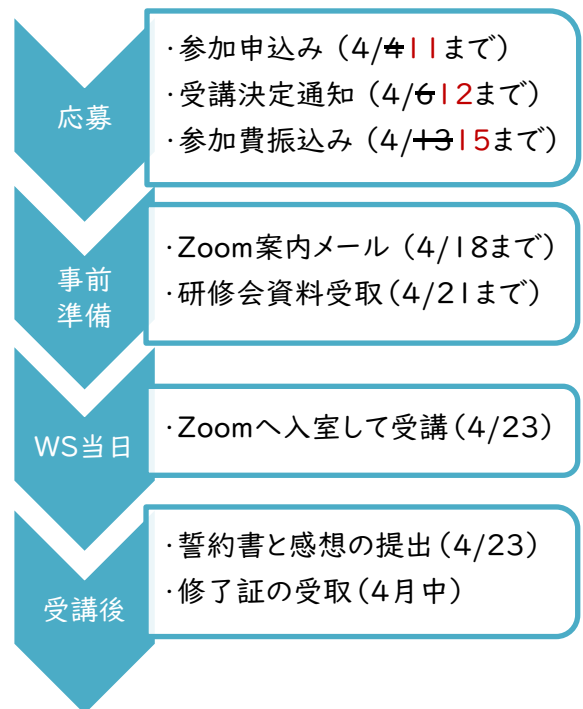 応募
・参加申込み（4/411まで）
・受講決定通知（4/612まで）
・参加費振込み（4/1315まで）
事前
準備
・Zoom案内メール（4/18まで）
・研修会資料受取（4/21まで）
WS当日
・Zoomへ入室して受講（4/23）
受講後
・誓約書と感想の提出（4/23）
・修了証の受取（4月中）